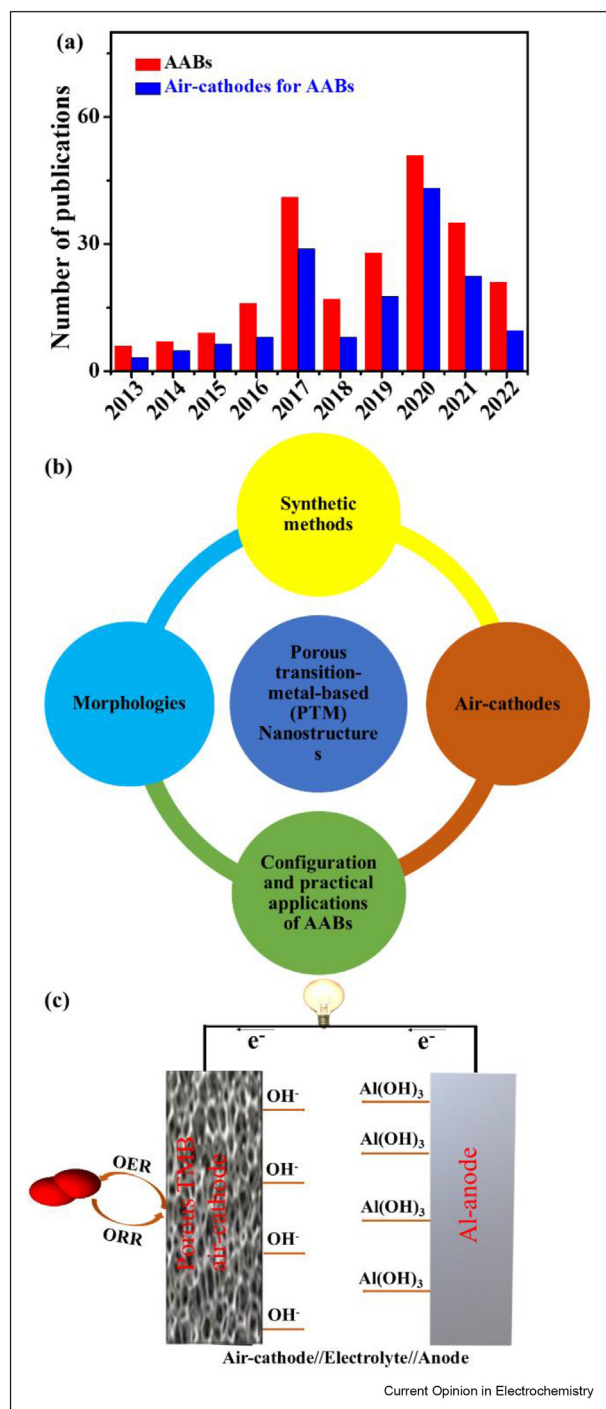 (a)
AABs
Air-cathodes for AABs
Number of publications
60
30
0
2013
2014
2015
2016
2017
2018
2019
2020
2021
2022
(b)
Synthetic
methods
Morphologies
Porous
transition-
metal-based
(PTM)
Nanostructure
s
Air-cathodes
Configuration
and practical
applications
of AABs
(c)
e-
e-
OH-
OH-
OH-
OH-
Al(OH)3
Al(OH)3
Al(OH)3
Al(OH)3
OER
ORR
Porous TMB
air-cathode
Al-anode
Air-cathode//Electrolyte//Anode
Current Opinion in Electrochemistry